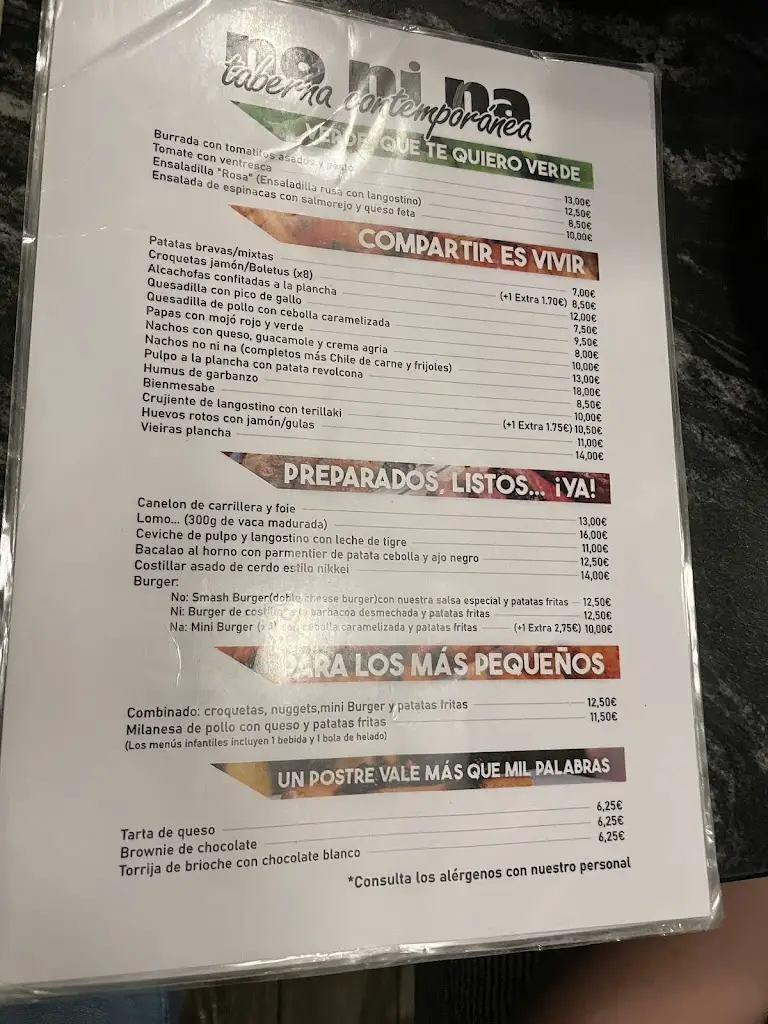 no ni na
taberna contemporánea
VERDE QUE TE QUIERO VERDE
Burrada con tomatitos asados y pesto 13,00€
Tomate con ventresca 12,50€
Ensaladilla "Rosa" (Ensaladilla rusa con langostino) 8,50€
Ensalada de espinacas con salmorejo y queso feta 10,00€
COMPARTIR ES VIVIR
Patatas bravas/mixtas 7,00€
Croquetas jamón/Boletus (x8) (+1 Extra 1.70€) 8,50€
Alcachofas confitadas a la plancha 12,00€
Quesadilla con pico de gallo 7,50€
Quesadilla de pollo con cebolla caramelizada 9,50€
Papas con mojó rojo y verde 8,00€
Nachos con queso, guacamole y crema agria 10,00€
Nachos no ni na (completos más Chile de carne y frijoles) 13,00€
Pulpo a la plancha con patata revolcona 18,00€
Humus de garbanzo 8,50€
Bienmesabe 10,00€
Crujiente de langostino con terillaki (+1 Extra 1.75€) 10,50€
Huevos rotos con jamón/gulas 11,00€
Vieiras plancha 14,00€
PREPARADOS, LISTOS... ¡YA!
Canelon de carrillera y foie 13,00€
Lomo... (300g de vaca madurada) 16,00€
Ceviche de pulpo y langostino con leche de tigre 11,00€
Bacalao al horno con parmentier de patata cebolla y ajo negro 12,50€
Costillar asado de cerdo estilo nikkei 14,00€
Burger:
No: Smash Burger(doble cheese burger)con nuestra salsa especial y patatas fritas 12,50€
Ni: Burger de costilla a la barbacoa desmechada y patatas fritas 12,50€
Na: Mini Burger con cebolla caramelizada y patatas fritas (+1 Extra 2,75€) 10,00€
PARA LOS MÁS PEQUEÑOS
Combinado: croquetas, nuggets,mini Burger y patatas fritas 12,50€
Milanesa de pollo con queso y patatas fritas 11,50€
(Los menús infantiles incluyen 1 bebida y 1 bola de helado)
UN POSTRE VALE MÁS QUE MIL PALABRAS
Tarta de queso 6,25€
Brownie de chocolate 6,25€
Torrija de brioche con chocolate blanco 6,25€
*Consulta los alérgenos con nuestro personal